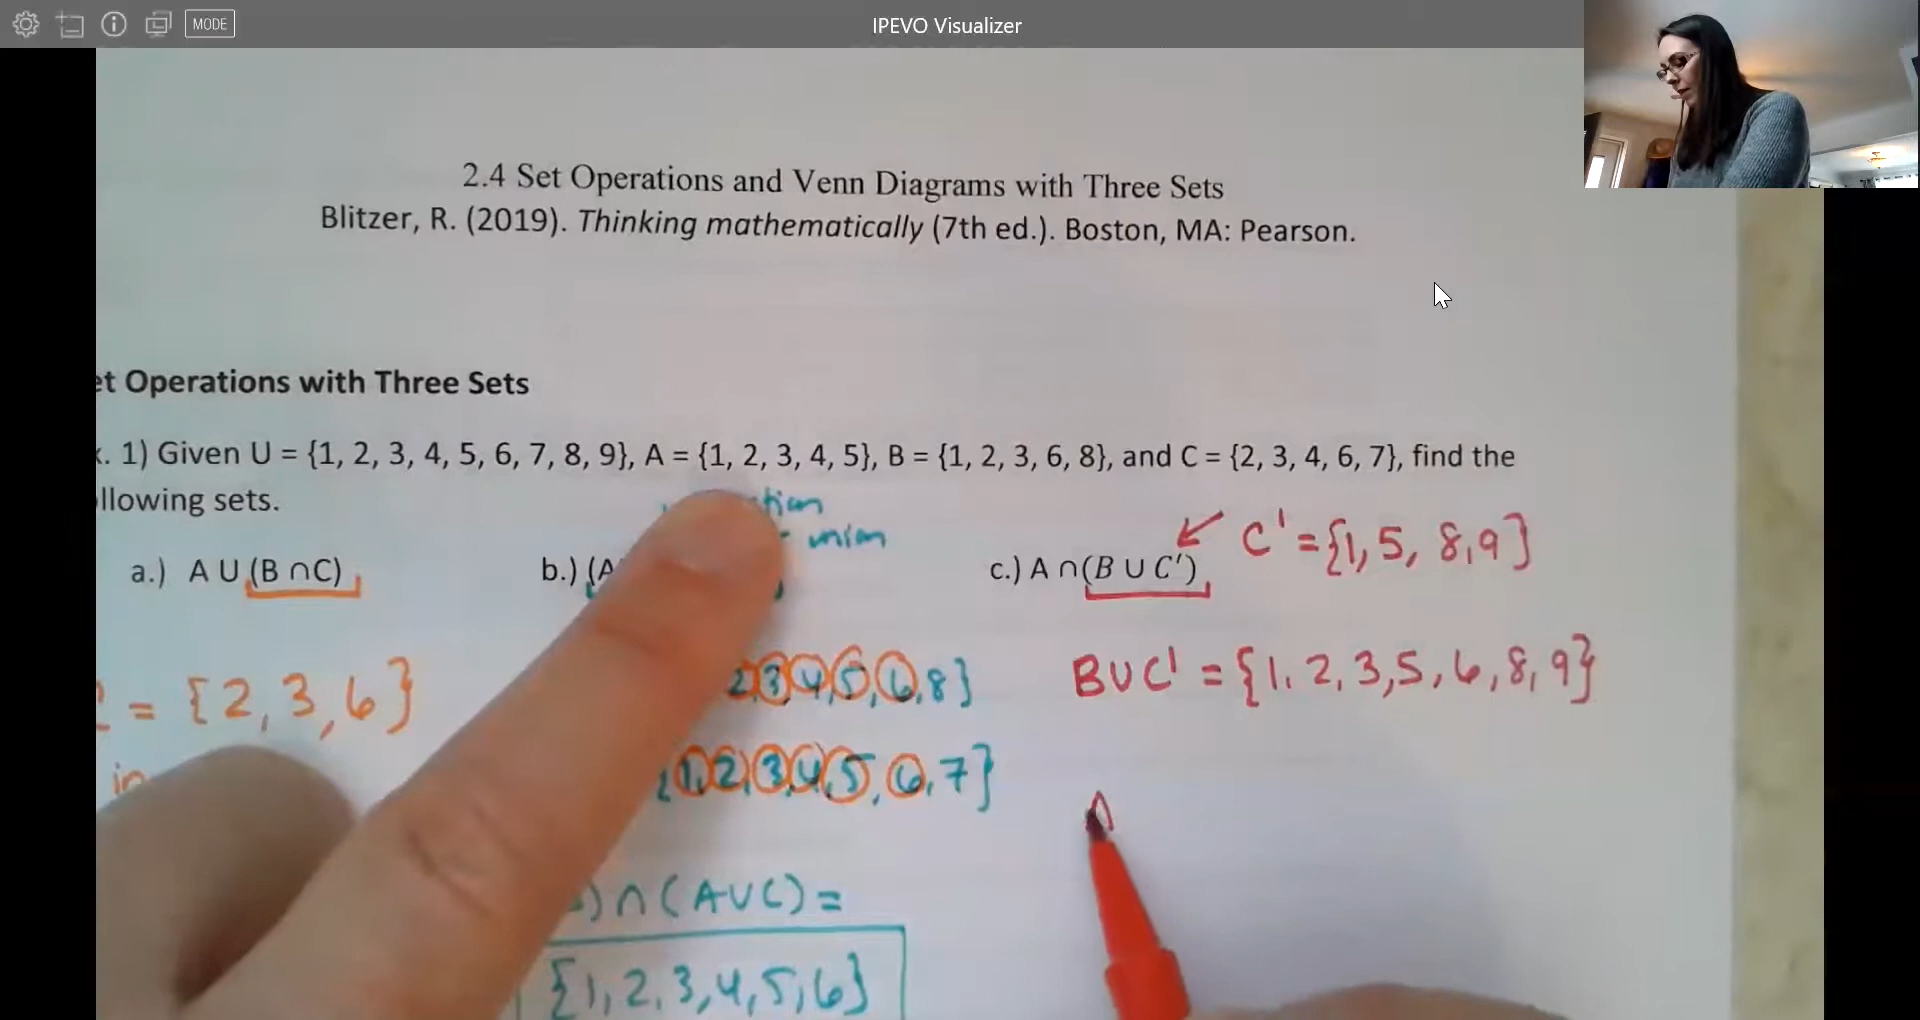 MODE
IPEVO Visualizer
2.4 Set Operations and Venn Diagrams with Three Sets
Blitzer, R. (2019). Thinking mathematically (7th ed.). Boston, MA: Pearson.
et Operations with Three Sets
. 1) Given U = {1, 2, 3, 4, 5, 6, 7, 8, 9}, A = {1, 2, 3, 4, 5}, B = {1, 2, 3, 6, 8}, and C = {2, 3, 4, 6, 7}, find the
llowing sets.
tion
union
C' = {1, 5, 8, 9}
a.) A ∪ (B ∩C)
b.) (A
c.) A ∩(B ∪ C')
= {2, 3, 6}
2, 3, 4, 5, 6, 8}
B∪C' = {1, 2, 3, 5, 6, 8, 9}
in
{1, 2, 3, 4, 5, 6, 7}
A
) ∩ (A∪C) =
{1, 2, 3, 4, 5, 6}